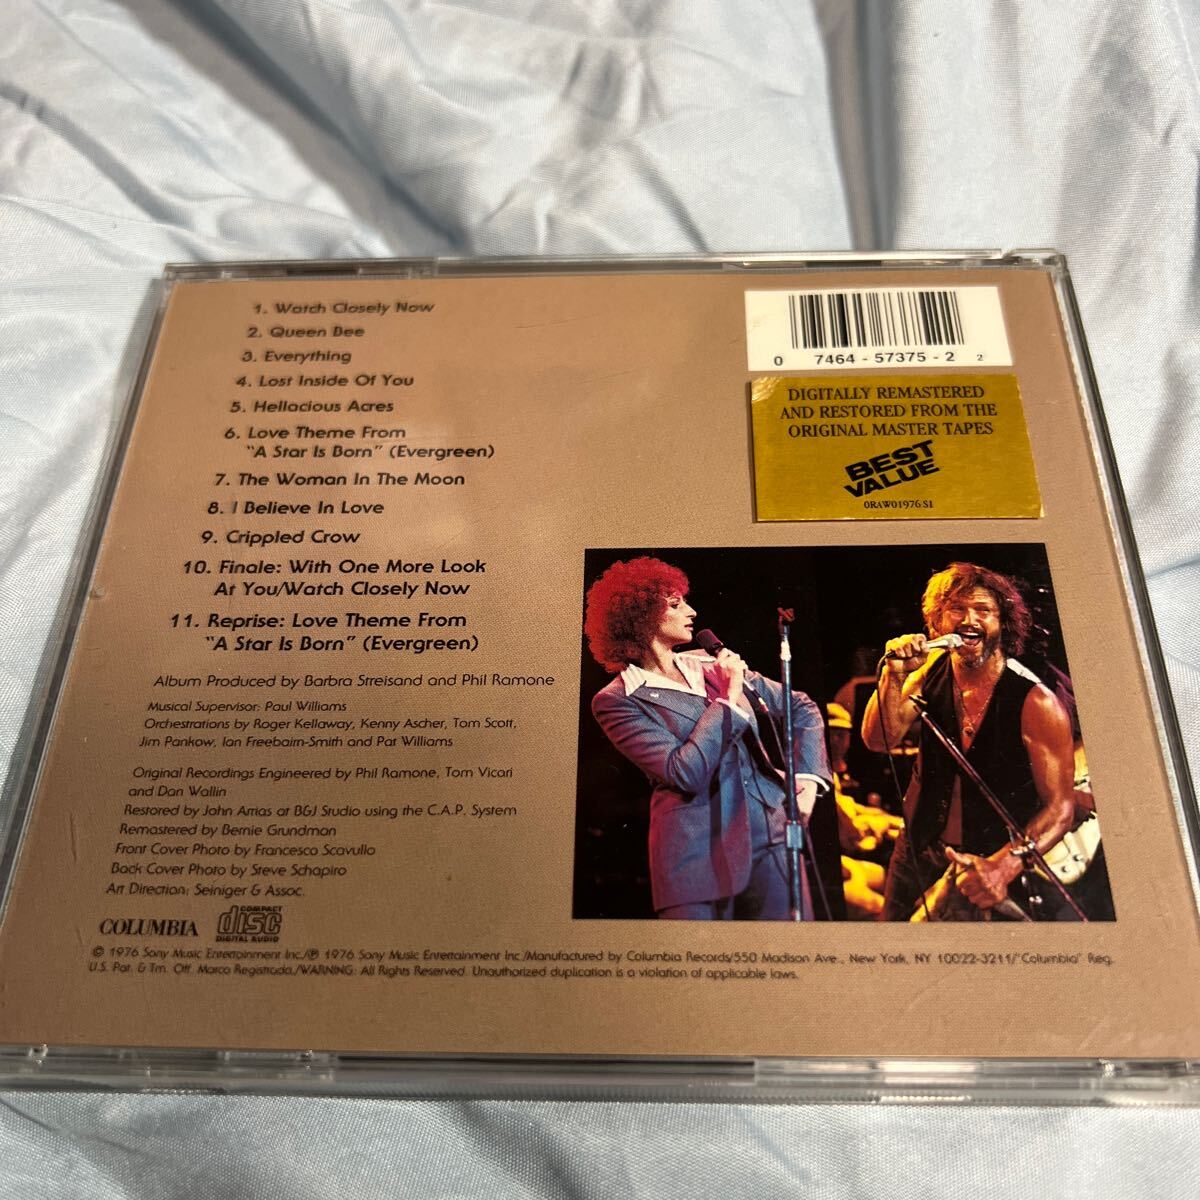 1. Watch Closely Now
2. Queen Bee
3. Everything
4. Lost Inside Of You
5. Hellacious Acres
6. Love Theme From
"A Star Is Born" (Evergreen)
7. The Woman In The Moon
8. I Believe In Love
9. Crippled Crow
10. Finale: With One More Look
At You/Watch Closely Now
11. Reprise: Love Theme From
"A Star Is Born" (Evergreen)
Album Produced by Barbra Streisand and Phil Ramone
Musical Supervisor: Paul Williams
Orchestrations by Roger Kellaway, Kenny Ascher, Tom Scott,
Jim Pankow, Ian Freebairn-Smith and Pat Williams
Original Recordings Engineered by Phil Ramone, Tom Vicari
and Dan Wallin
Restored by John Arrias at B&J Studio using the C.A.P. System
Remastered by Bernie Grundman
Front Cover Photo by Francesco Scavullo
Back Cover Photo by Steve Schapiro
Art Direction: Seiniger & Assoc.
COLUMBIA
COMPACT
disc
DIGITAL AUDIO
© 1976 Sony Music Entertainment Inc./℗ 1976 Sony Music Entertainment Inc./Manufactured by Columbia Records/550 Madison Ave., New York, NY 10022-3211/"Columbia" Reg.
U.S. Pat. & Tm. Off. Marca Registrada./WARNING: All Rights Reserved. Unauthorized duplication is a violation of applicable laws.
0 7464-57375-2 2
DIGITALLY REMASTERED
AND RESTORED FROM THE
ORIGINAL MASTER TAPES
BEST
VALUE
0RAW01976 S1